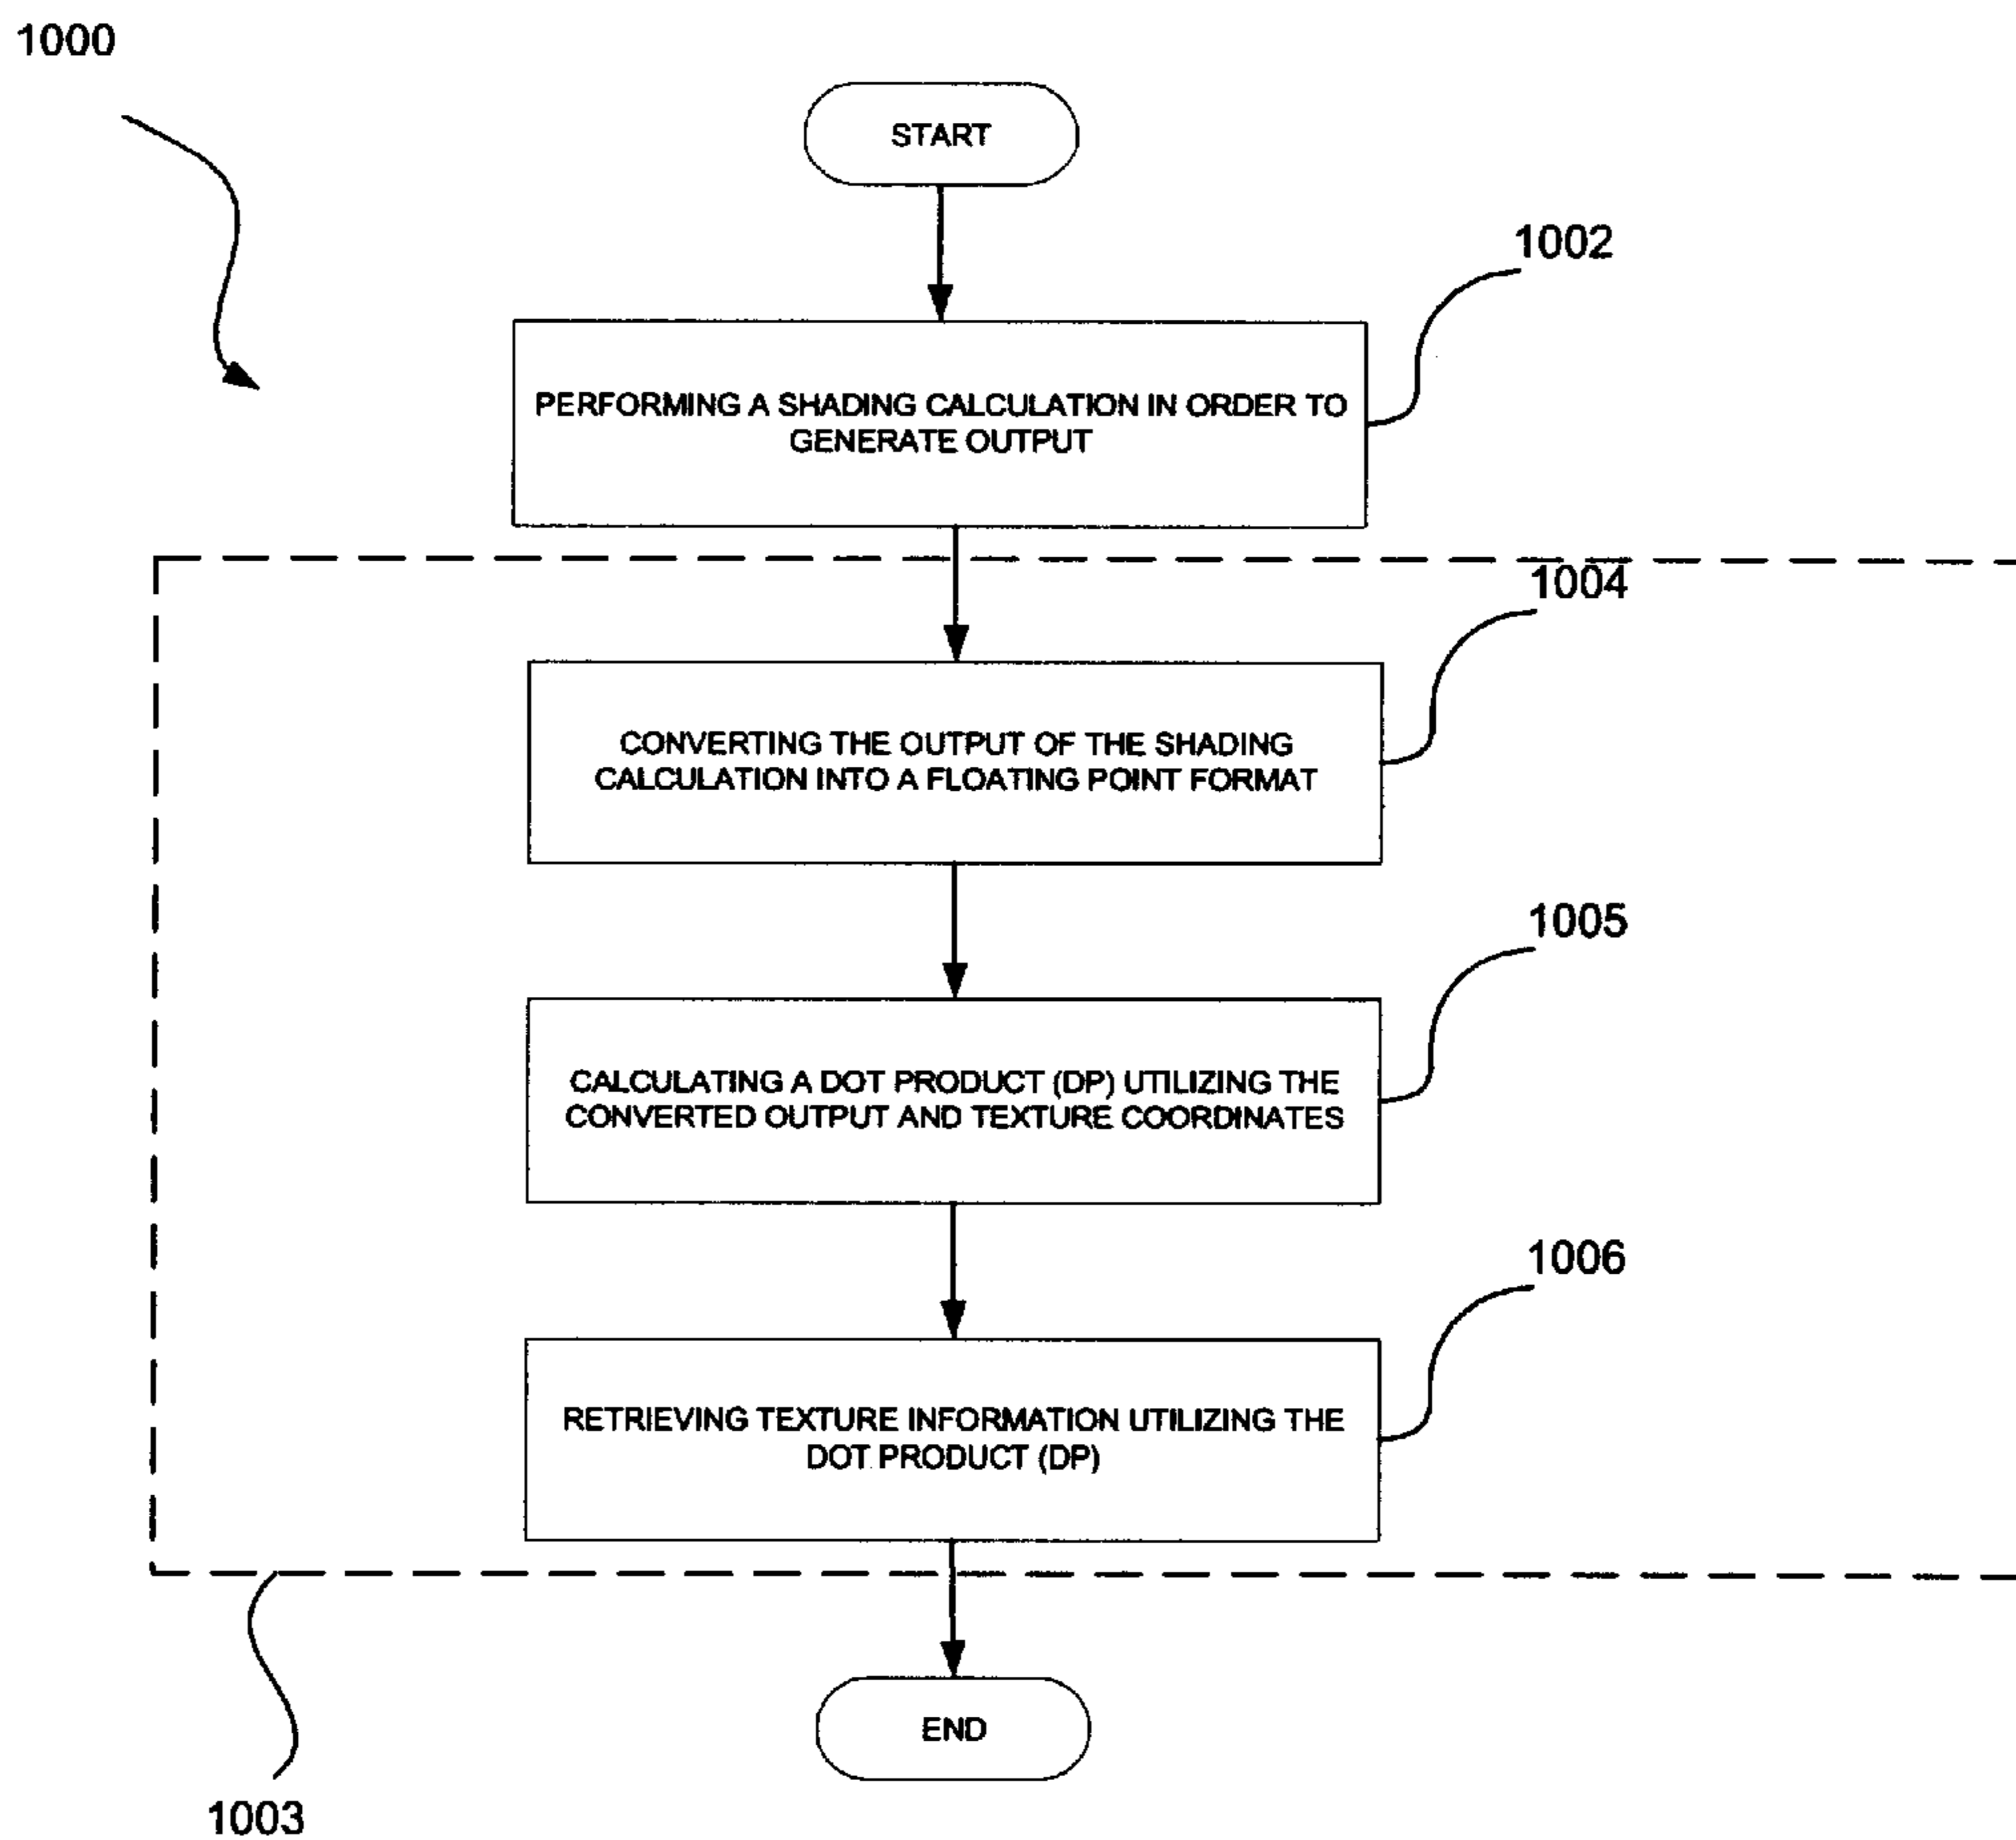 1000
START
1002
PERFORMING A SHADING CALCULATION IN ORDER TO
GENERATE OUTPUT
1004
CONVERTING THE OUTPUT OF THE SHADING
CALCULATION INTO A FLOATING POINT FORMAT
1005
CALCULATING A DOT PRODUCT (DP) UTILIZING THE
CONVERTED OUTPUT AND TEXTURE COORDINATES
1006
RETRIEVING TEXTURE INFORMATION UTILIZING THE
DOT PRODUCT (DP)
END
1003